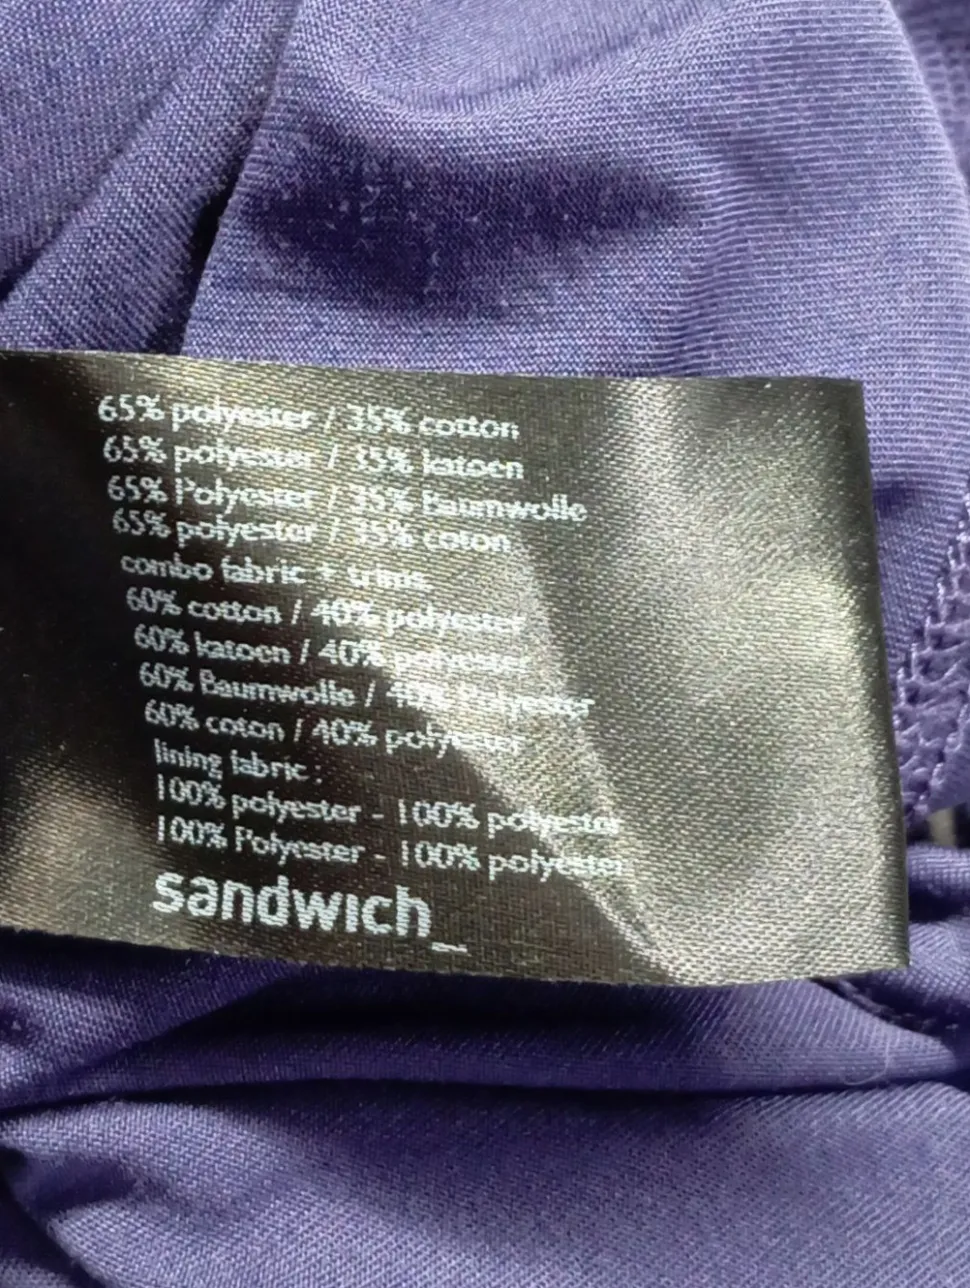 65% polyester / 35% cotton
65% polyester / 35% katoen
65% Polyester / 35% Baumwolle
65% polyester / 35% coton
combo fabric + trims
60% cotton / 40% polyester
60% katoen / 40% polyester
60% Baumwolle / 40% Polyester
60% coton / 40% polyester
lining fabric :
100% polyester - 100% polyester
100% Polyester - 100% polyester
sandwich_